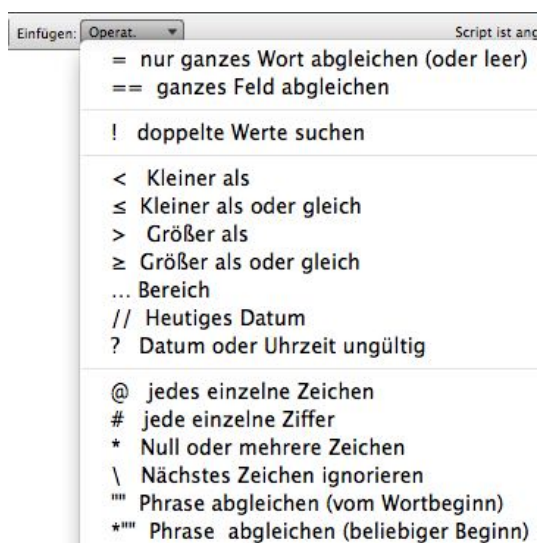 Einfügen: Operat. Script ist ang
= nur ganzes Wort abgleichen (oder leer)
== ganzes Feld abgleichen
! doppelte Werte suchen
< Kleiner als
≤ Kleiner als oder gleich
> Größer als
≥ Größer als oder gleich
... Bereich
// Heutiges Datum
? Datum oder Uhrzeit ungültig
@ jedes einzelne Zeichen
# jede einzelne Ziffer
* Null oder mehrere Zeichen
\ Nächstes Zeichen ignorieren
"" Phrase abgleichen (vom Wortbeginn)
*"" Phrase abgleichen (beliebiger Beginn)